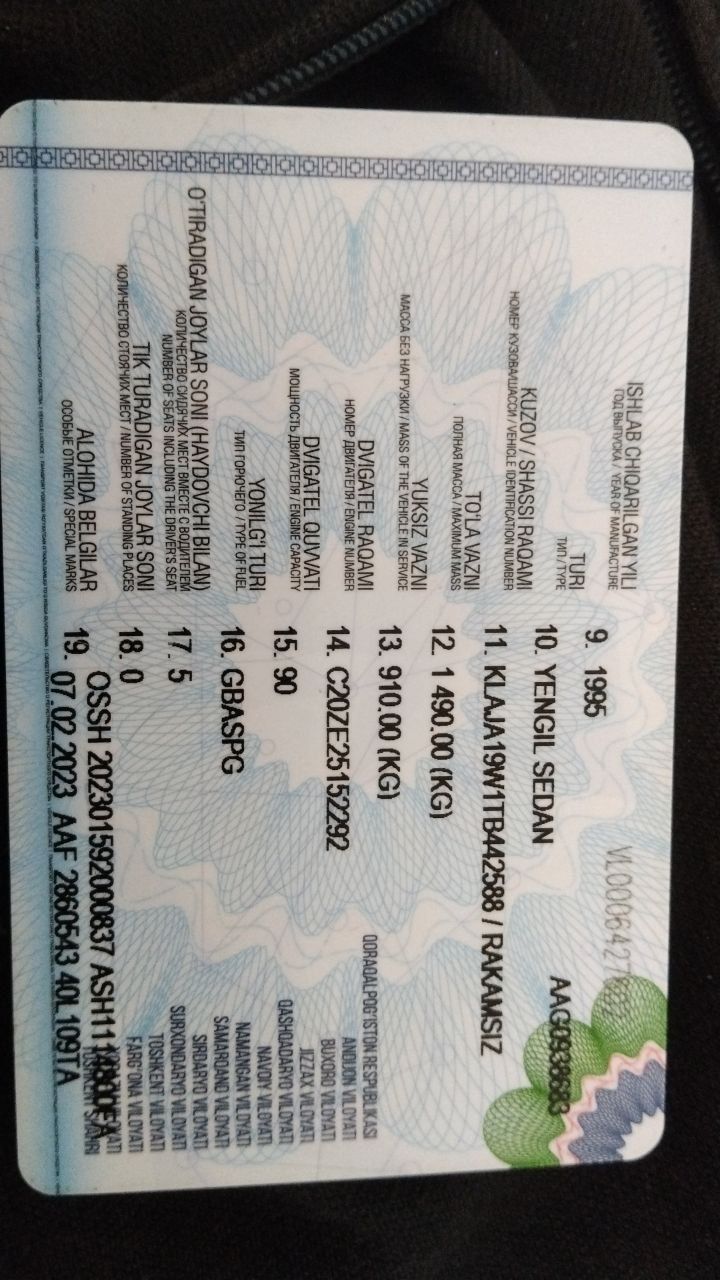 VL0006427
AAG0938883
ISHLAB CHIQARILGAN YILI 9. 1995
ГОД ВЫПУСКА / YEAR OF MANUFACTURE
TURI 10. YENGIL SEDAN
ТИП / TYPE
KUZOV / SHASSI RAQAMI 11. KLAJA19W1TB442588 / RAKAMSIZ
НОМЕР КУЗОВА/ШАССИ / VEHICLE IDENTIFICATION NUMBER
TO'LA VAZNI 12. 1 490.00 (KG)
ПОЛНАЯ МАССА / MAXIMUM MASS
YUKSIZ VAZNI 13. 910.00 (KG)
МАССА БЕЗ НАГРУЗКИ / MASS OF THE VEHICLE IN SERVICE
DVIGATEL RAQAMI 14. C20ZE25152292
НОМЕР ДВИГАТЕЛЯ / ENGINE NUMBER
DVIGATEL QUVVATI 15. 90
МОЩНОСТЬ ДВИГАТЕЛЯ / ENGINE CAPACITY
YONILG'I TURI 16. GBASPG
ТИП ГОРЮЧЕГО / TYPE OF FUEL
O'TIRADIGAN JOYLAR SONI (HAYDOVCHI BILAN) 17. 5
КОЛИЧЕСТВО СИДЯЧИХ МЕСТ ВМЕСТЕ С ВОДИТЕЛЕМ
NUMBER OF SEATS INCLUDING THE DRIVER'S SEAT
TIK TURADIGAN JOYLAR SONI 18. 0
КОЛИЧЕСТВО СТОЯЧИХ МЕСТ / NUMBER OF STANDING PLACES
OSSH 202301592000837 ASH1114800EA
ALOHIDA BELGILAR 19. 07.02.2023 AAF 2860543 40L109TA
ОСОБЫЕ ОТМЕТКИ / SPECIAL MARKS
QORAQALPOG'ISTON RESPUBLIKASI
ANDIJON VILOYATI
BUXORO VILOYATI
JIZZAX VILOYATI
QASHQADARYO VILOYATI
NAVOIY VILOYATI
NAMANGAN VILOYATI
SAMARQAND VILOYATI
SIRDARYO VILOYATI
SURXONDARYO VILOYATI
TOSHKENT VILOYATI
FARG'ONA VILOYATI